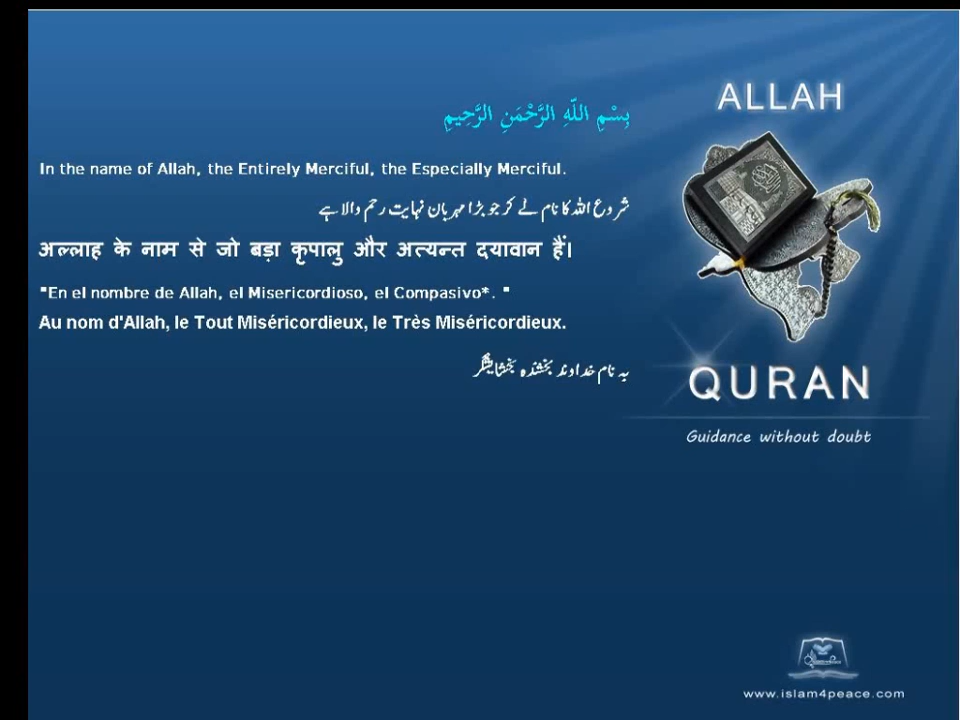 بِسْمِ اللّهِ الرَّحْمَنِ الرَّحِيمِ
In the name of Allah, the Entirely Merciful, the Especially Merciful.
شروع الله کا نام لے کر جو بڑا مہربان نہایت رحم والا ہے
अल्लाह के नाम से जो बड़ा कृपालु और अत्यन्त दयावान हैं।
"En el nombre de Allah, el Misericordioso, el Compasivo*. "
Au nom d'Allah, le Tout Miséricordieux, le Très Miséricordieux.
به نام خداوند بخشنده بخشایشگر
ALLAH
QURAN
Guidance without doubt
www.islam4peace.com